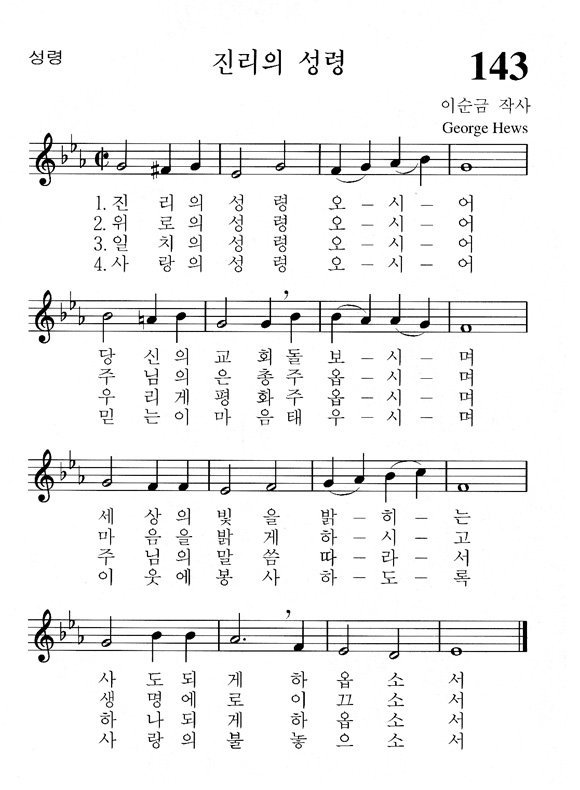 성령
진리의 성령
143
이순금 작사
George Hews
1.진 리의성령 오–시–어
2.위 로의성령 오–시–어
3.일 치의성령 오–시–어
4.사 랑의성령 오–시–어
당 신의교회돌 보–시–며
주 님의은총주 옵–시–며
우 리게평화주 옵–시–며
믿 는이마음태 우–시–며
세 상의빛을 밝–히–는
마 음을밝게 하–시–고
주 님의말씀 따–라–서
이 웃에봉사 하–도–록
사 도되게하옵소서
생 명에로이끄소서
하 나되게하옵소서
사 랑의불놓으소서